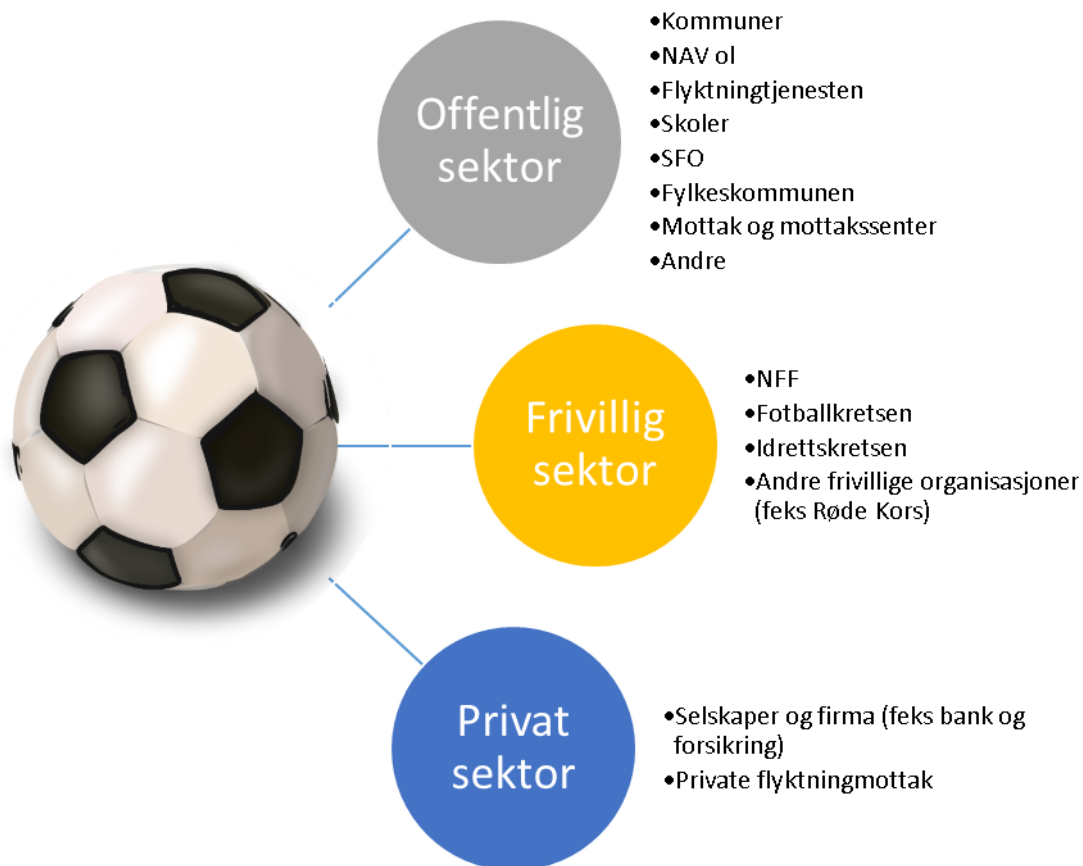 Offentlig
sektor
•Kommuner
•NAV ol
•Flyktningtjenesten
•Skoler
•SFO
•Fylkeskommunen
•Mottak og mottakssenter
•Andre
Frivillig
sektor
•NFF
•Fotballkretsen
•Idrettskretsen
•Andre frivillige organisasjoner
(feks Røde Kors)
Privat
sektor
•Selskaper og firma (feks bank og
forsikring)
•Private flyktningmottak